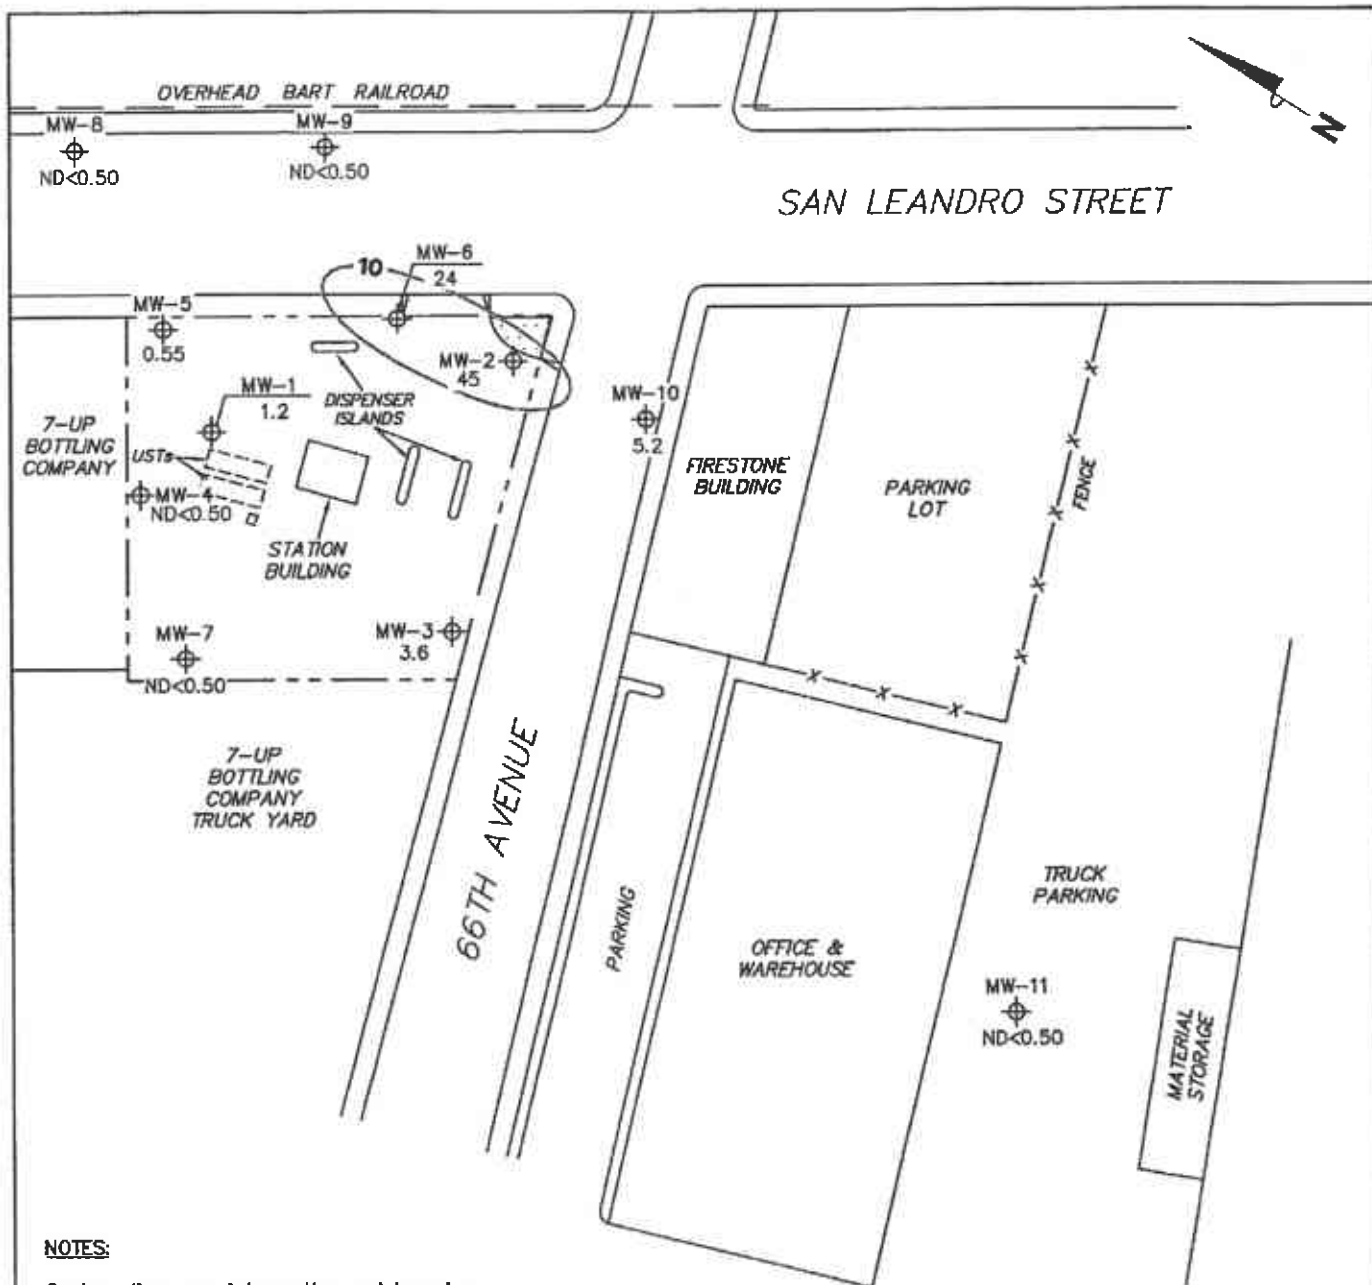 OVERHEAD BART RAILROAD
MW-8
ND<0.50
MW-9
ND<0.50
N
SAN LEANDRO STREET
10
MW-6
24
MW-5
0.55
MW-2
45
MW-1
1.2
DISPENSER
ISLANDS
MW-10
5.2
7-UP
BOTTLING
COMPANY
USTs
MW-4
ND<0.50
STATION
BUILDING
FIRESTONE
BUILDING
PARKING
LOT
X
X
FENCE
X
X
X
MW-7
ND<0.50
MW-3
3.6
X
X
X
7-UP
BOTTLING
COMPANY
TRUCK YARD
66TH AVENUE
PARKING
OFFICE &
WAREHOUSE
TRUCK
PARKING
MW-11
ND<0.50
MATERIAL
STORAGE
NOTES: